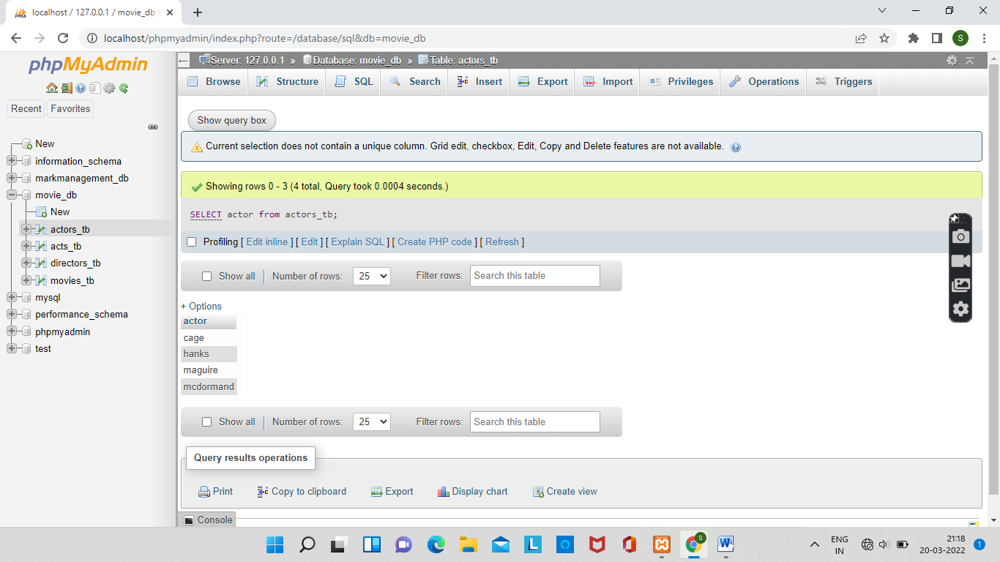 localhost / 127.0.0.1 / movie_db
localhost/phpmyadmin/index.php?route=/database/sql&db=movie_db
S
phpMyAdmin
Recent Favorites
New
information_schema
markmanagement_db
movie_db
New
actors_tb
acts_tb
directors_tb
movies_tb
mysql
performance_schema
phpmyadmin
test
Server: 127.0.0.1 » Database: movie_db » Table: actors_tb
Browse Structure SQL Search Insert Export Import Privileges Operations Triggers
Show query box
Current selection does not contain a unique column. Grid edit, checkbox, Edit, Copy and Delete features are not available.
Showing rows 0 - 3 (4 total, Query took 0.0004 seconds.)
SELECT actor from actors_tb;
Profiling [ Edit inline ] [ Edit ] [ Explain SQL ] [ Create PHP code ] [ Refresh ]
Show all Number of rows: 25 Filter rows: Search this table
+ Options
actor
cage
hanks
maguire
mcdormand
Show all Number of rows: 25 Filter rows: Search this table
Query results operations
Print Copy to clipboard Export Display chart Create view
Console
ENG
IN
21:18
20-03-2022
1